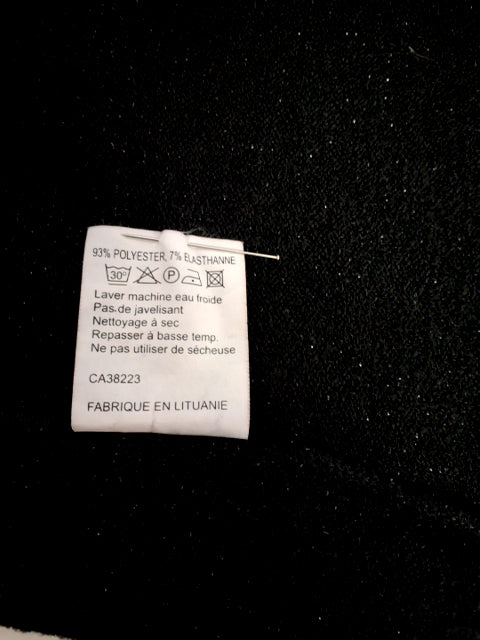 93% POLYESTER, 7% ELASTHANNE
30° P
Laver machine eau froide
Pas de javelisant
Nettoyage à sec
Repasser à basse temp.
Ne pas utiliser de sécheuse
CA38223
FABRIQUE EN LITUANIE